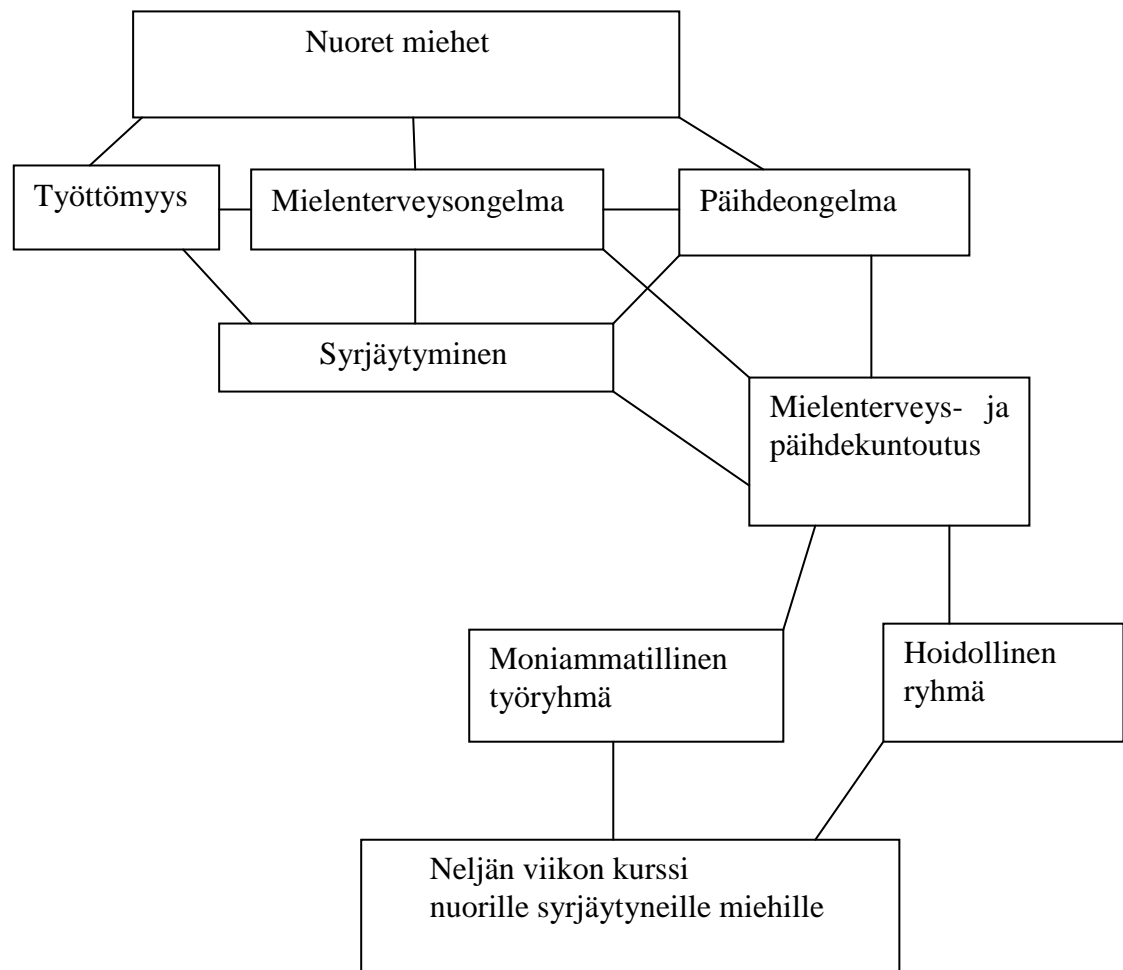 Nuoret miehet
Työttömyys
Mielenterveysongelma
Päihdeongelma
Syrjäytyminen
Mielenterveys- ja
päihdekuntoutus
Moniammatillinen
työryhmä
Hoidollinen
ryhmä
Neljän viikon kurssi
nuorille syrjäytyneille miehille